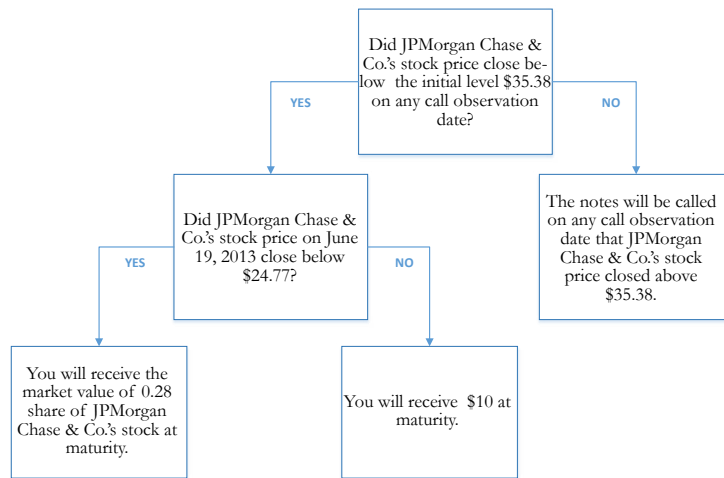 Did JPMorgan Chase &
Co.'s stock price close be-
low the initial level $35.38
on any call observation
date?
YES
NO
Did JPMorgan Chase &
Co.'s stock price on June
19, 2013 close below
$24.77?
The notes will be called
on any call observation
date that JPMorgan
Chase & Co.'s stock
price closed above
$35.38.
YES
NO
You will receive the
market value of 0.28
share of JPMorgan
Chase & Co.'s stock at
maturity.
You will receive $10 at
maturity.